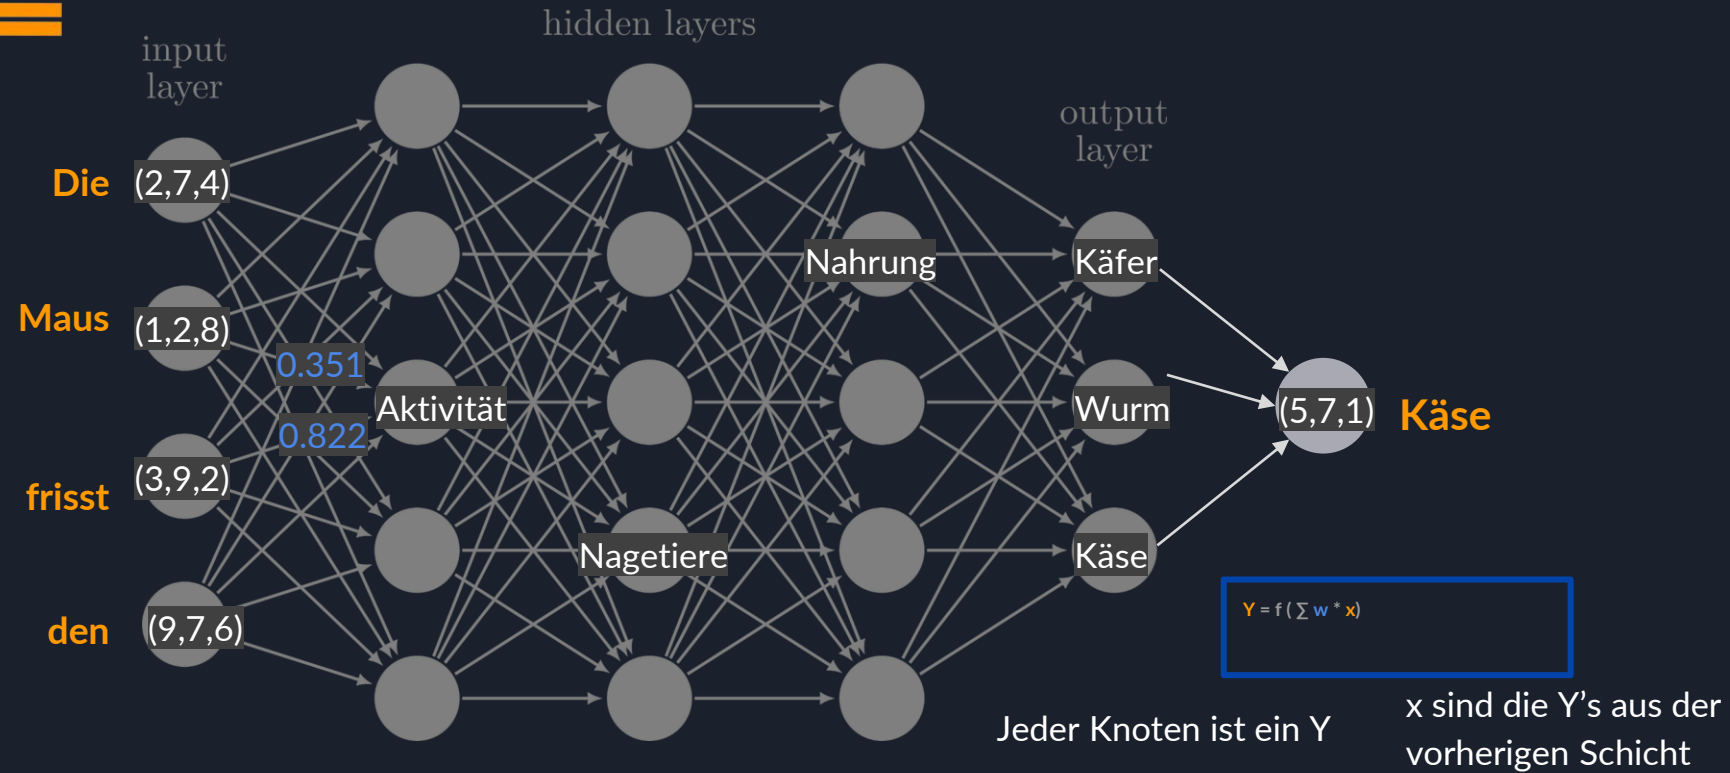 hidden layers
input
layer
output
layer
Die
(2,7,4)
Nahrung
Käfer
Maus
(1,2,8)
0.351
Aktivität
Wurm
(5,7,1)
Käse
0.822
frisst
(3,9,2)
Nagetiere
Käse
den
(9,7,6)
Y = f ( ∑ w * x)
Jeder Knoten ist ein Y
x sind die Y’s aus der
vorherigen Schicht